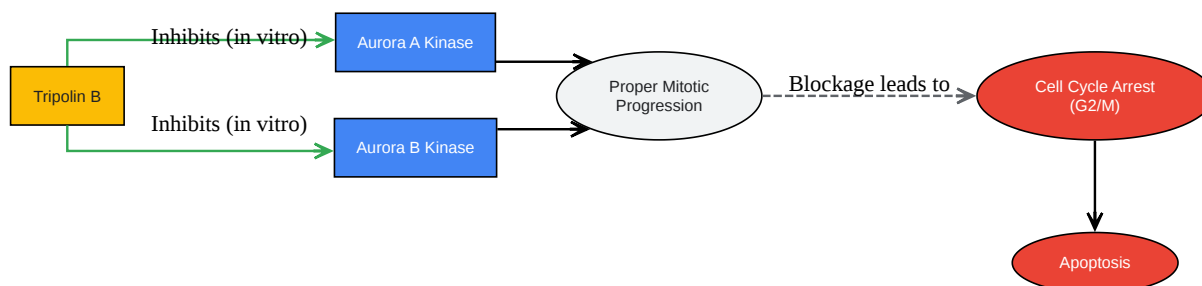 Inhibits (in vitro)
Aurora A Kinase
Tripolin B
Proper Mitotic
Progression
Blockage leads to
Cell Cycle Arrest
(G2/M)
Inhibits (in vitro)
Aurora B Kinase
Apoptosis